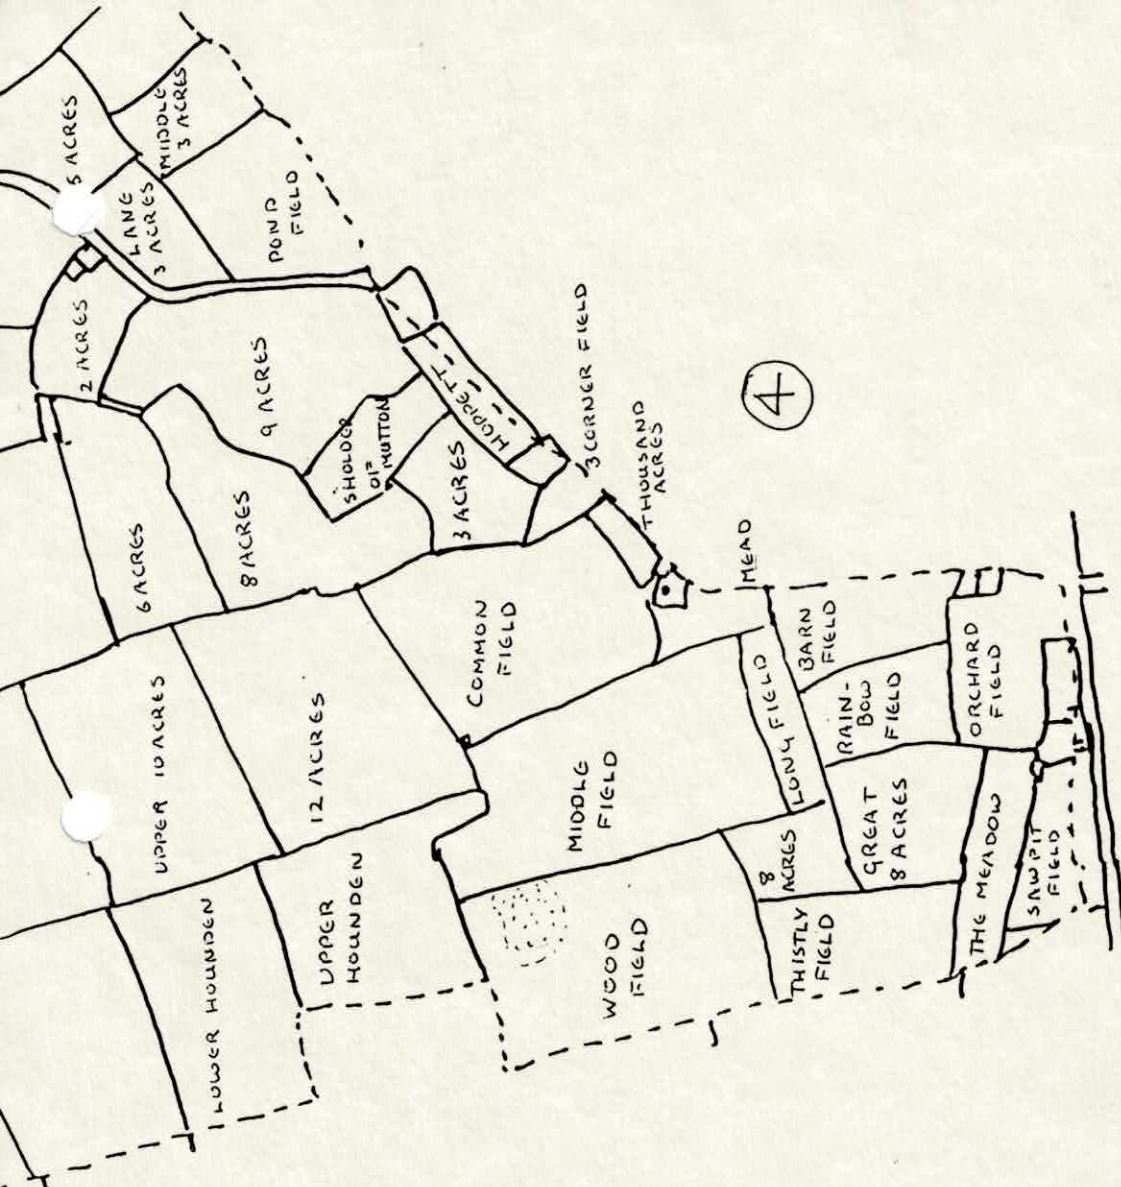 5 ACRES
MIDDLE
3 ACRES
LANE
3 ACRES
POND
FIELD
2 ACRES
9 ACRES
HOPPETT
3 CORNER FIELD
SHOLDER
OF
MUTTON
3 ACRES
THOUSAND
ACRES
4
6 ACRES
8 ACRES
MEAD
COMMON
FIELD
BARN
FIELD
ORCHARD
FIELD
RAIN-
BOW
FIELD
LONG FIELD
UPPER 10 ACRES
12 ACRES
MIDDLE
FIELD
GREAT
8 ACRES
8
ACRES
THE MEADOW
SAWPIT
FIELD
LOWER HOUNDEN
UPPER
HOUNDEN
WOOD
FIELD
THISTLY
FIELD